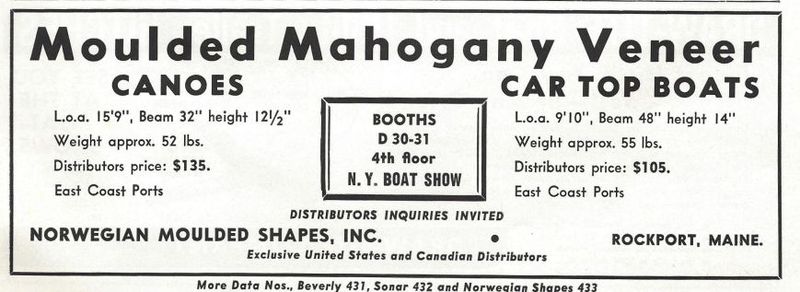 Moulded Mahogany Veneer
CANOES
L.o.a. 15'9", Beam 32" height 12½"
Weight approx. 52 lbs.
Distributors price: $135.
East Coast Ports
BOOTHS
D 30-31
4th floor
N. Y. BOAT SHOW
CAR TOP BOATS
L.o.a. 9'10", Beam 48" height 14"
Weight approx. 55 lbs.
Distributors price: $105.
East Coast Ports
DISTRIBUTORS INQUIRIES INVITED
NORWEGIAN MOULDED SHAPES, INC. • ROCKPORT, MAINE.
Exclusive United States and Canadian Distributors
More Data Nos., Beverly 431, Sonar 432 and Norwegian Shapes 433